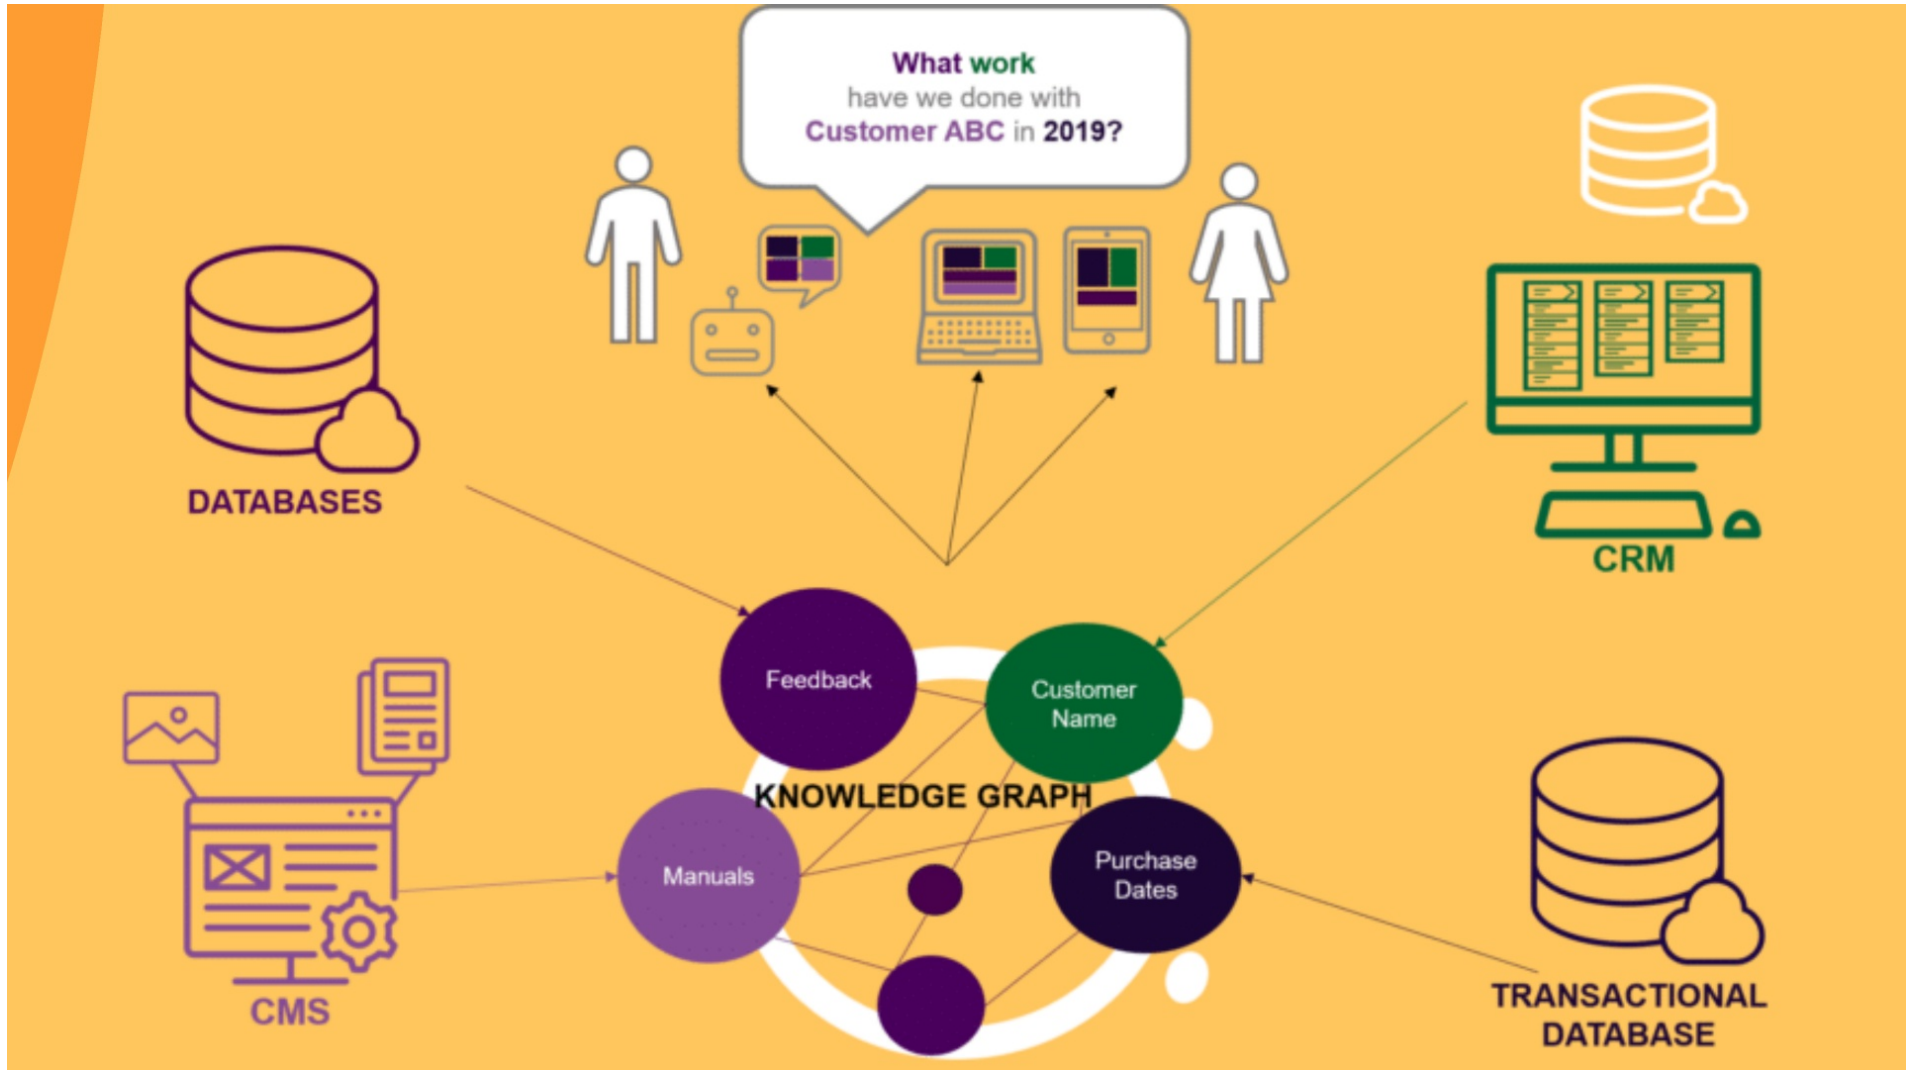 What work
have we done with
Customer ABC in 2019?
DATABASES
CRM
Feedback
Customer
Name
KNOWLEDGE GRAPH
Manuals
Purchase
Dates
CMS
TRANSACTIONAL
DATABASE